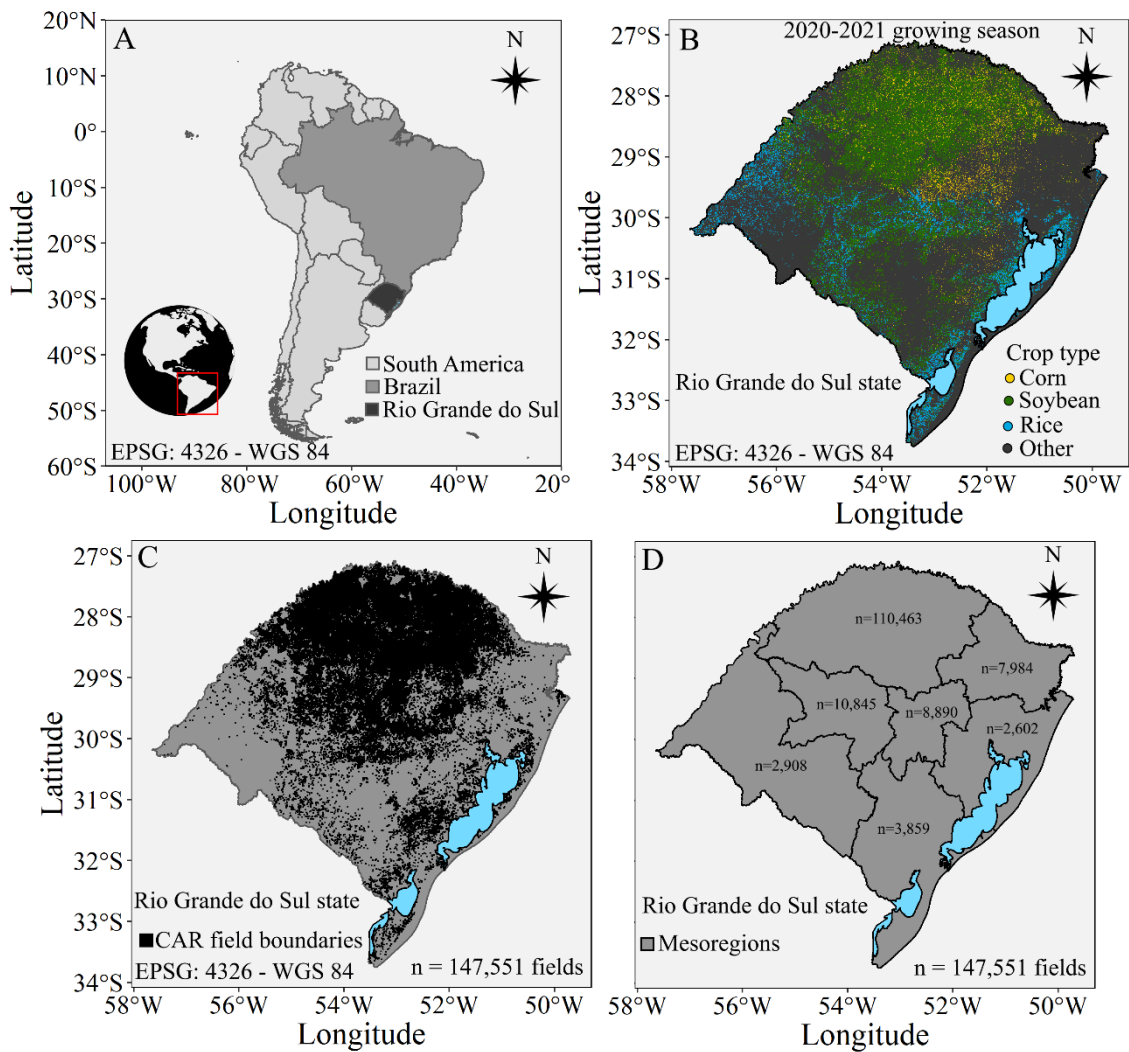 A
N
20°N
10°N
0°
10°S
20°S
30°S
40°S
50°S
60°S
Latitude
South America
Brazil
Rio Grande do Sul
EPSG: 4326 - WGS 84
100°W
80°W
60°W
40°W
20°
Longitude
B
2020-2021 growing season
N
27°S
28°S
29°S
30°S
31°S
32°S
33°S
34°S
Latitude
Rio Grande do Sul state
Crop type
Corn
Soybean
Rice
Other
EPSG: 4326 - WGS 84
58°W
56°W
54°W
52°W
50°W
Longitude
C
N
27°S
28°S
29°S
30°S
31°S
32°S
33°S
34°S
Latitude
Rio Grande do Sul state
CAR field boundaries
EPSG: 4326 - WGS 84
n = 147,551 fields
58°W
56°W
54°W
52°W
50°W
Longitude
D
N
n=110,463
n=7,984
n=10,845
n=8,890
n=2,602
n=2,908
n=3,859
Rio Grande do Sul state
Mesoregions
n = 147,551 fields
58°W
56°W
54°W
52°W
50°W
Longitude